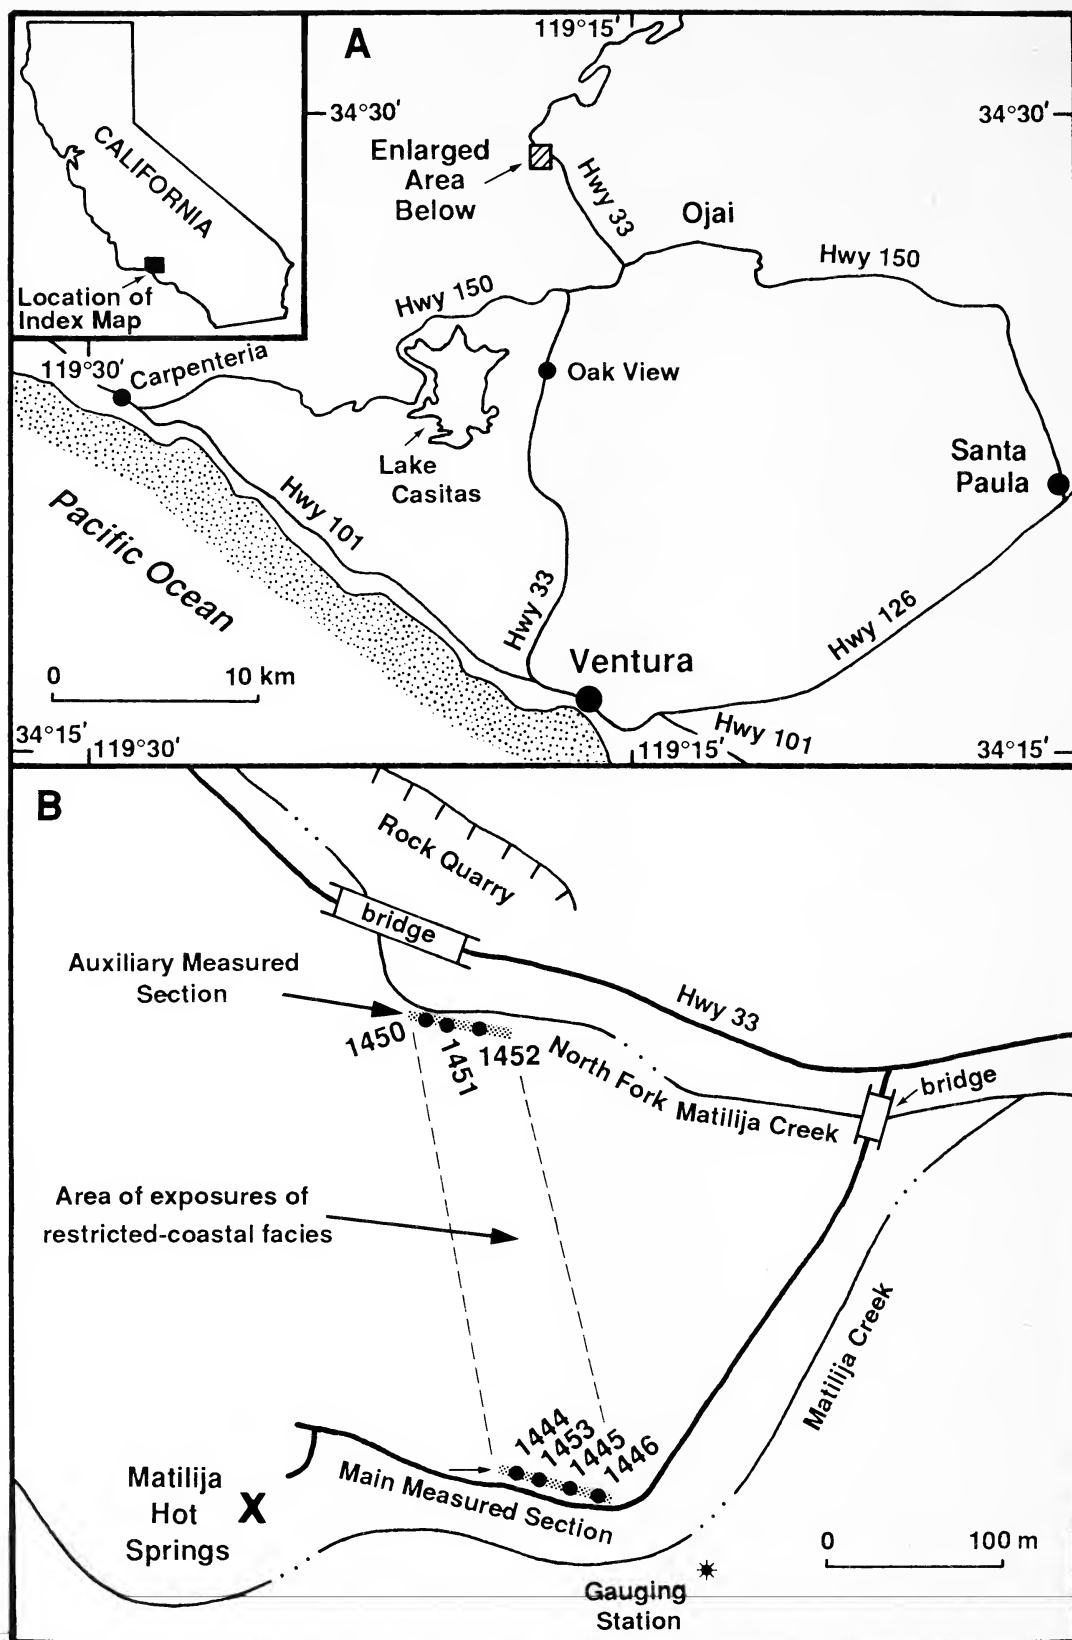 A
119°15′
34°30′
34°30′
CALIFORNIA
Location of
Index Map
Enlarged
Area
Below
Hwy 33
Ojai
Hwy 150
Hwy 150
119°30′
Carpenteria
Oak View
Lake
Casitas
Santa
Paula
Hwy 101
Pacific Ocean
Hwy 33
Hwy 126
Ventura
0 10 km
Hwy 101
34°15′
119°30′
119°15′
34°15′
B
Rock Quarry
bridge
Auxiliary Measured
Section
Hwy 33
1450
1451
1452
North Fork Matilija Creek
bridge
Area of exposures of
restricted-coastal facies
Matilija Creek
1444
1453
1445
1446
Main Measured Section
Matilija
Hot
Springs
X
0 100 m
Gauging
Station